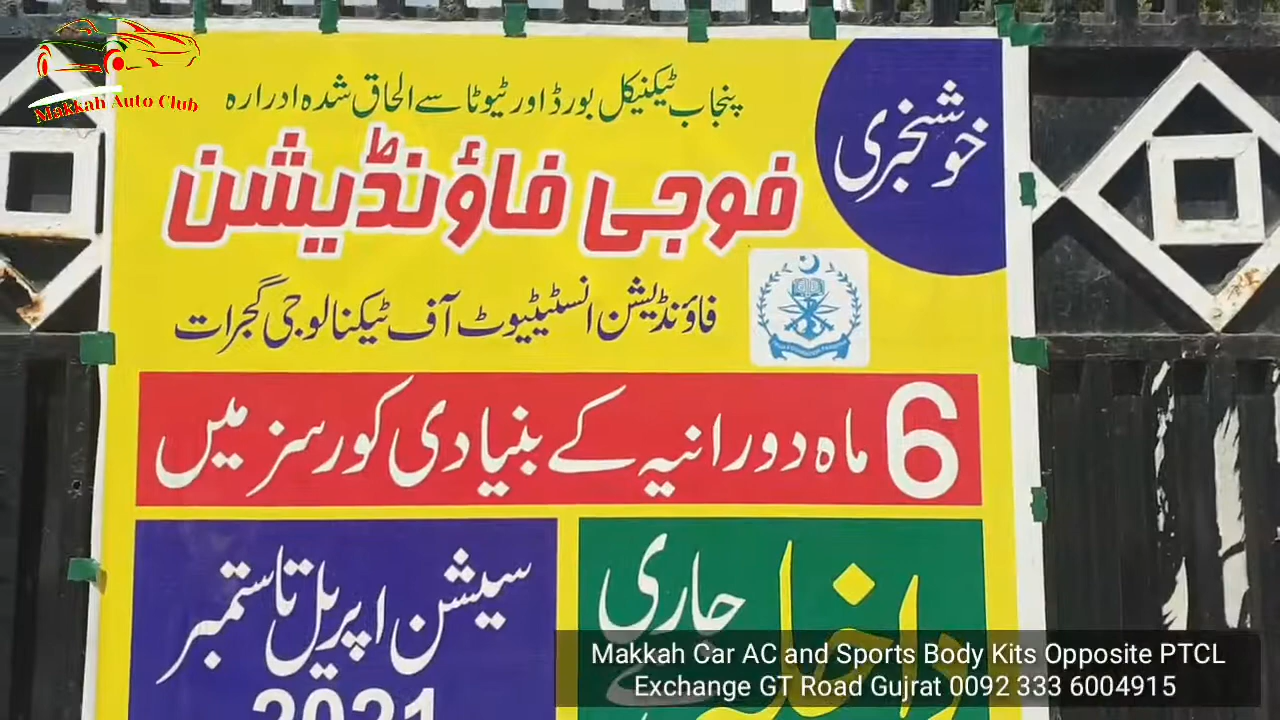 Makkah Auto Club
خوشخبری
پنجاب ٹیکنیکل بورڈ اور ٹیوٹا سے الحاق شدہ ادرارہ
فوجی فاؤنڈیشن
فاؤنڈیشن انسٹیٹیوٹ آف ٹیکنالوجی گجرات
6 ماہ دورانیہ کے بنیادی کورسز میں
داخلہ جاری
سیشن اپریل تا ستمبر
2021
Makkah Car AC and Sports Body Kits Opposite PTCL
Exchange GT Road Gujrat 0092 333 6004915